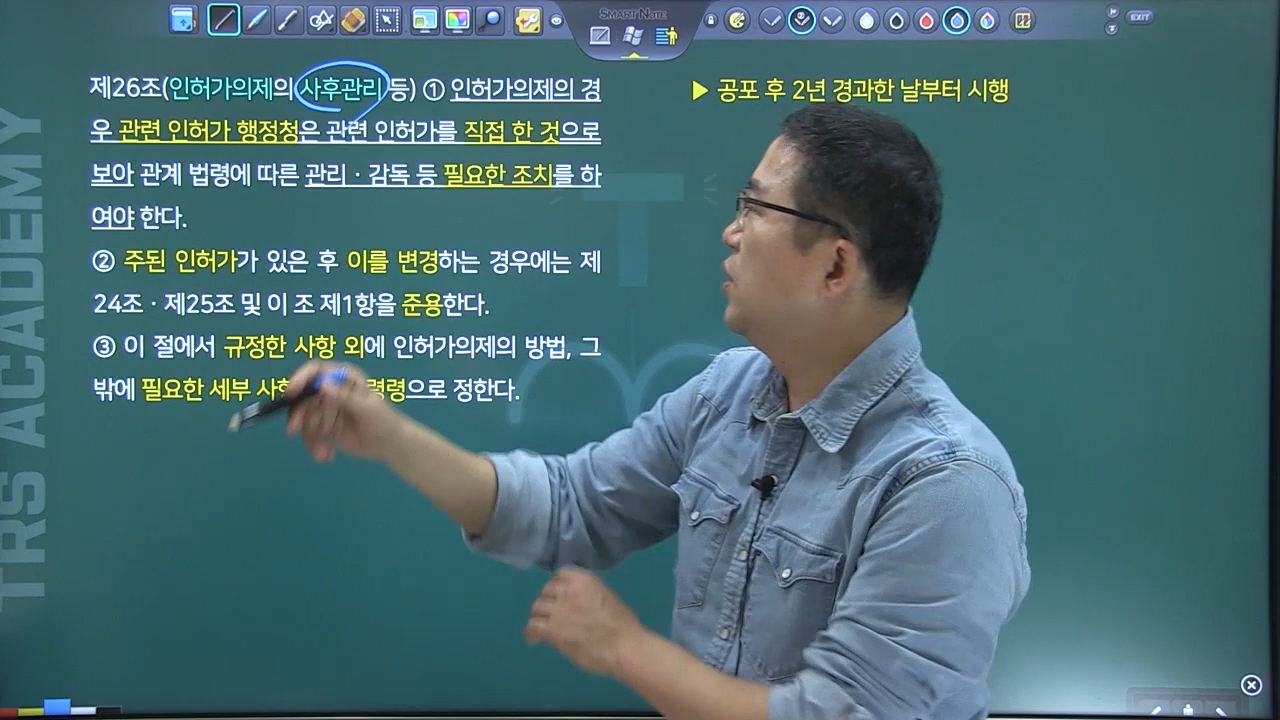 SMART NOTE
EXIT
제26조(인허가의제의 사후관리 등) ① 인허가의제의 경
우 관련 인허가 행정청은 관련 인허가를 직접 한 것으로
보아 관계 법령에 따른 관리 · 감독 등 필요한 조치를 하
여야 한다.
② 주된 인허가가 있은 후 이를 변경하는 경우에는 제
24조 · 제25조 및 이 조 제1항을 준용한다.
③ 이 절에서 규정한 사항 외에 인허가의제의 방법, 그
밖에 필요한 세부 령령으로 정한다.
▶ 공포 후 2년 경과한 날부터 시행
TRS ACADEMY